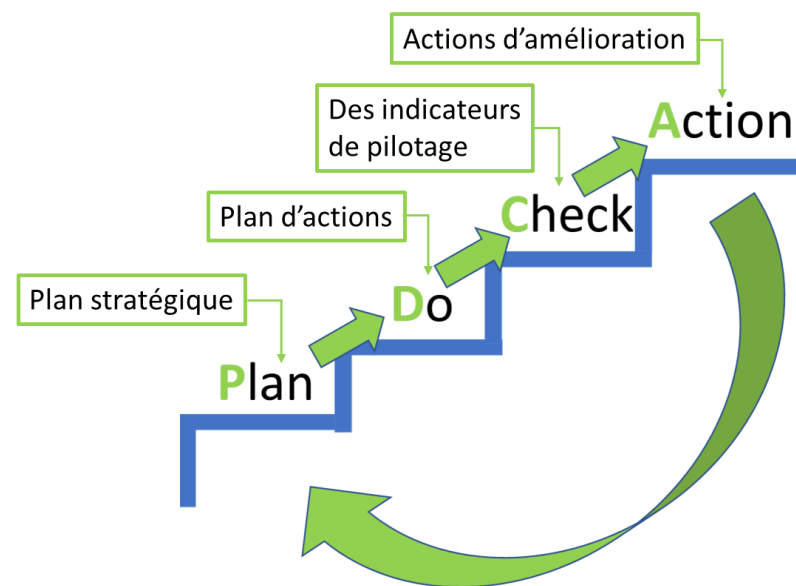 Actions d’amélioration
Action
Des indicateurs
de pilotage
Check
Plan d’actions
Do
Plan stratégique
Plan